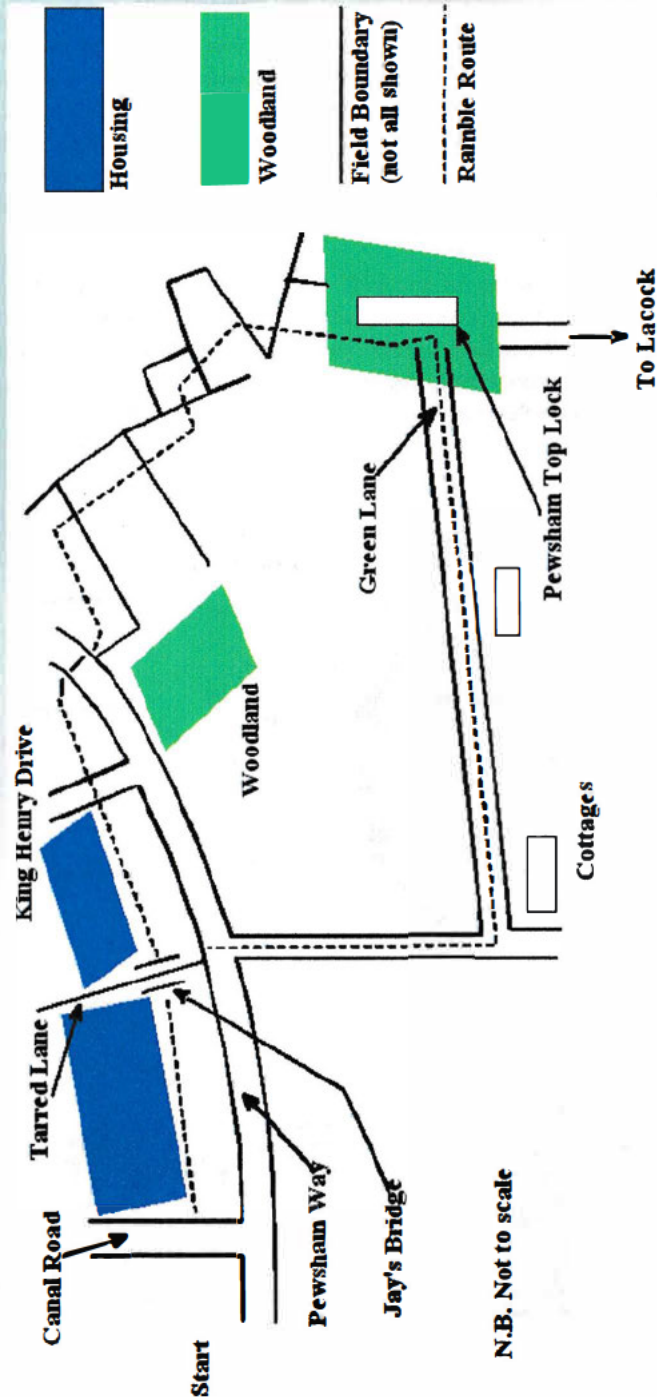 Canal Road
Tarred Lane
King Henry Drive
Start
Pewsham Way
Jay's Bridge
Woodland
Green Lane
Cottages
Pewsham Top Lock
To Lacock
N.B. Not to scale
Housing
Woodland
Field Boundary
(not all shown)
Ramble Route